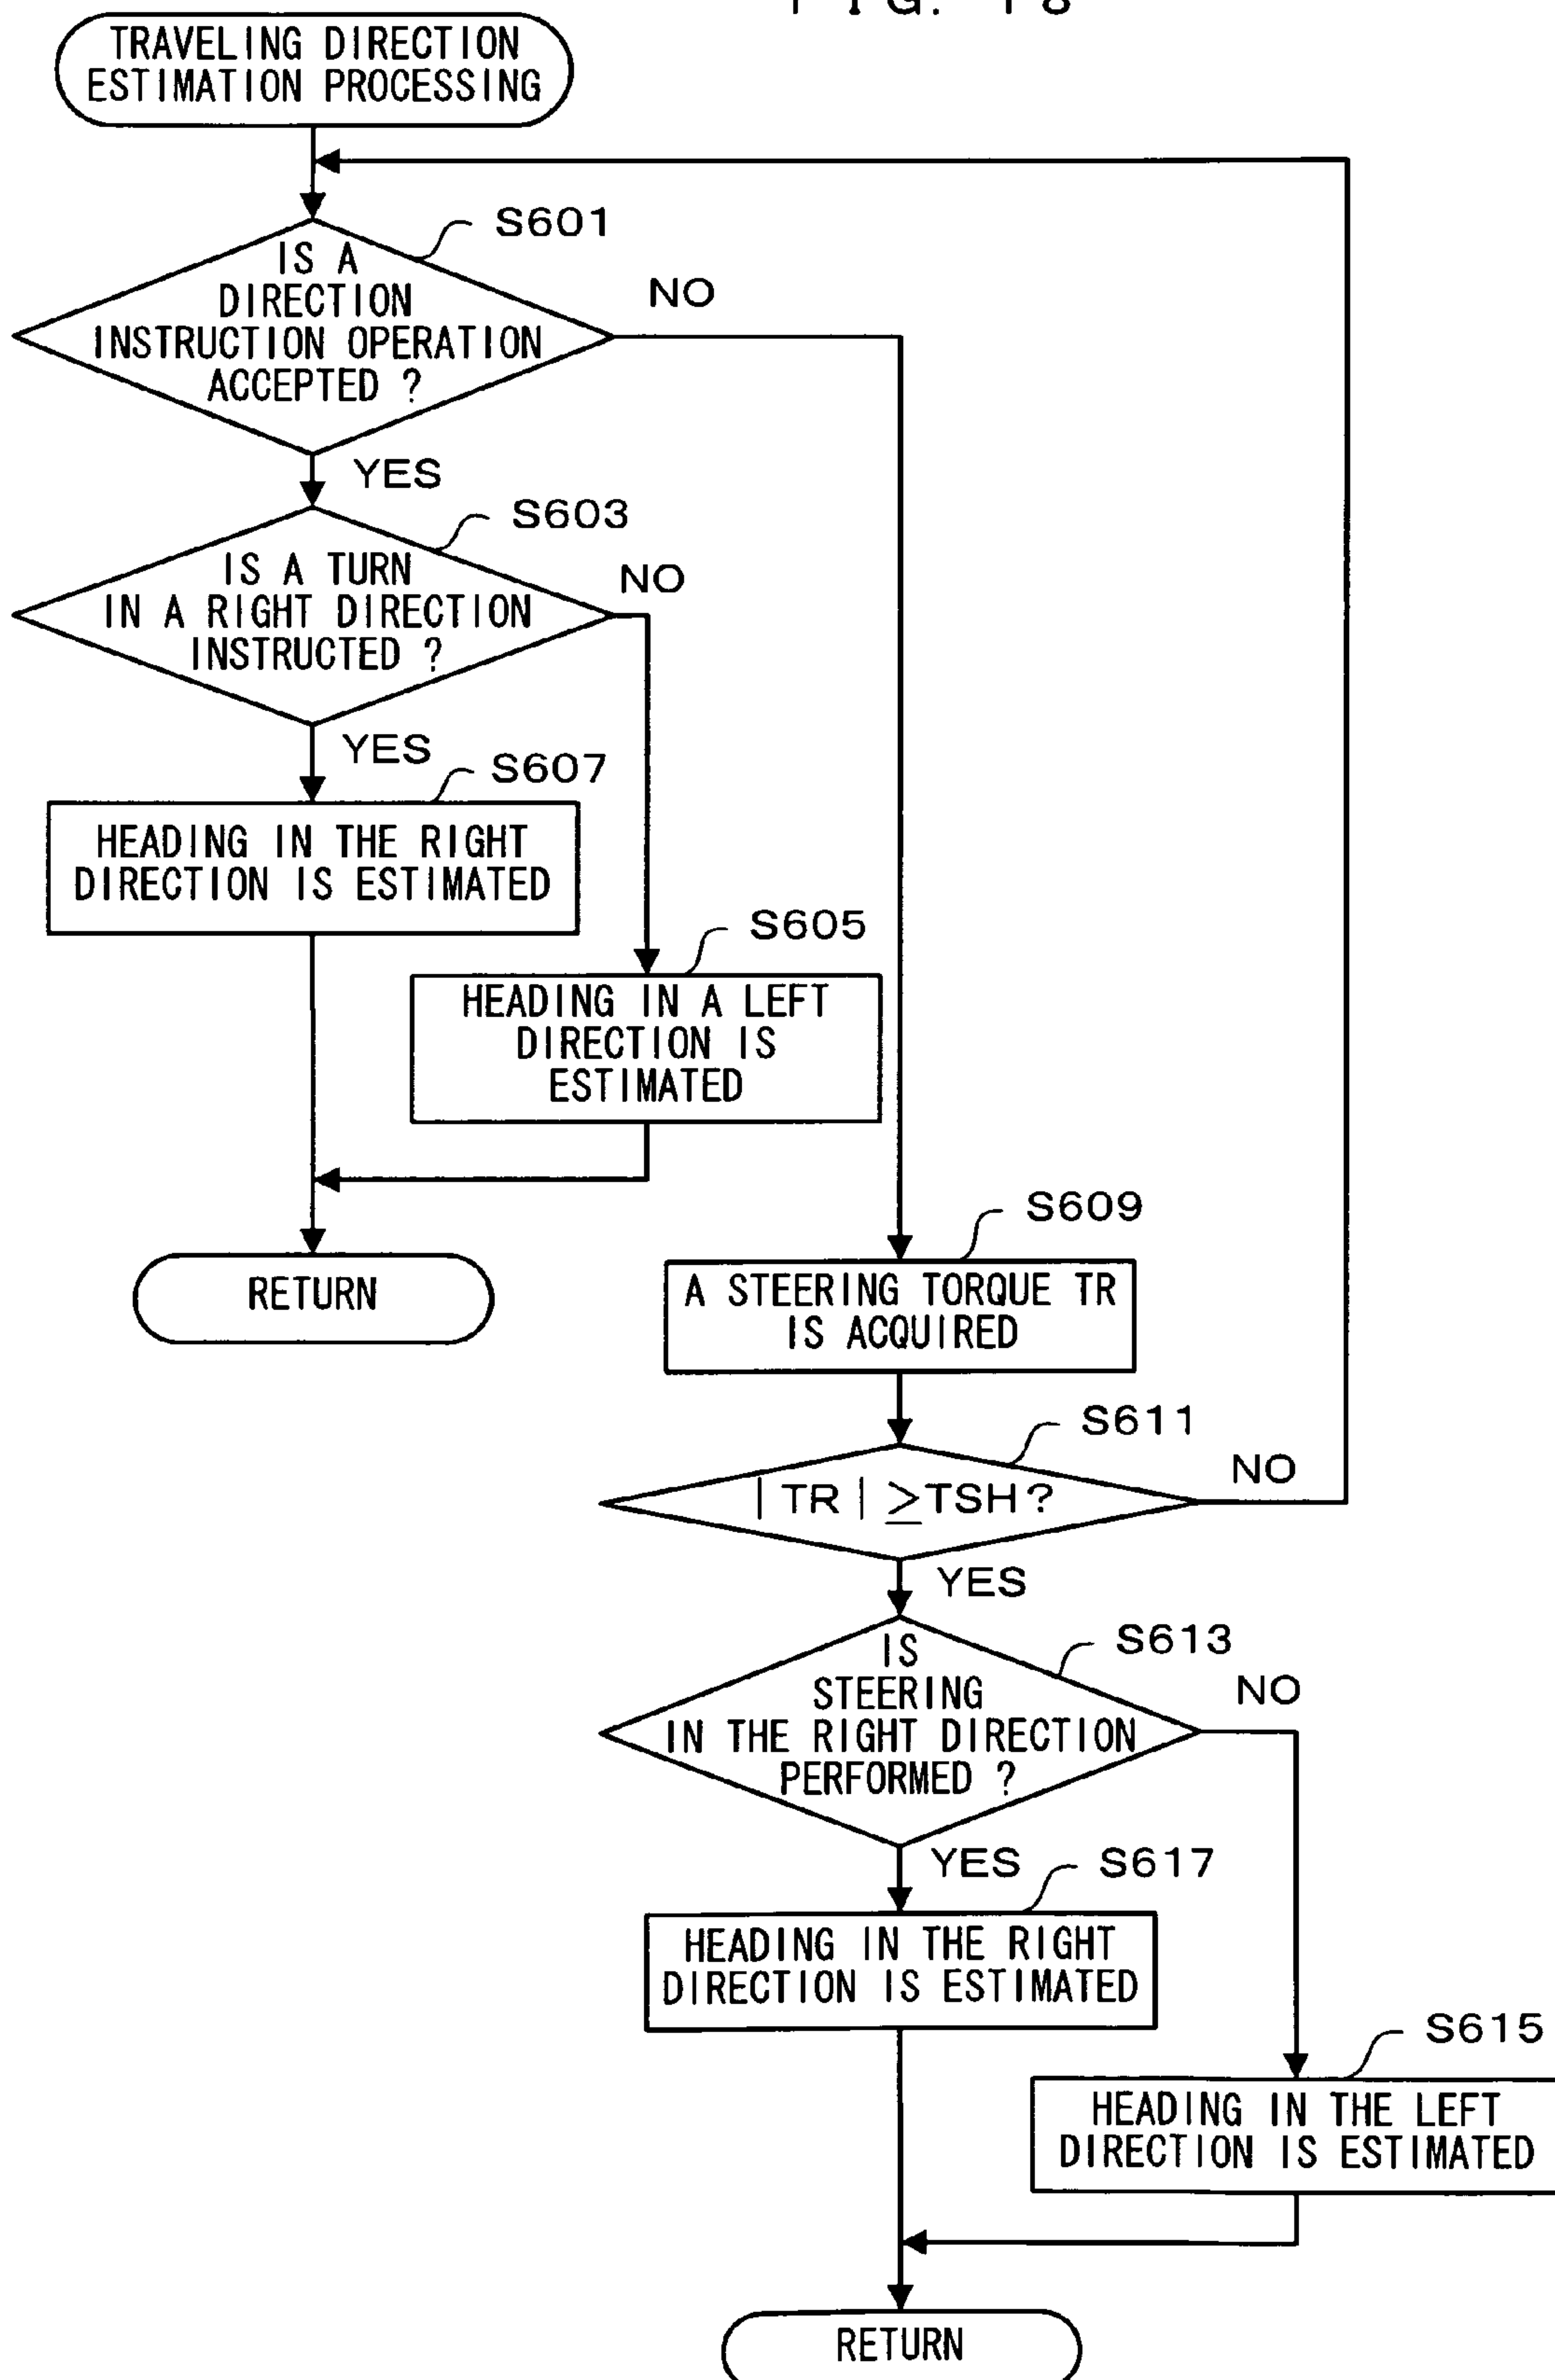 FIG. 18
TRAVELING DIRECTION
ESTIMATION PROCESSING
S601
IS A
DIRECTION
INSTRUCTION OPERATION
ACCEPTED ?
NO
YES
S603
IS A TURN
IN A RIGHT DIRECTION
INSTRUCTED ?
NO
YES
S607
HEADING IN THE RIGHT
DIRECTION IS ESTIMATED
S605
HEADING IN A LEFT
DIRECTION IS
ESTIMATED
RETURN
S609
A STEERING TORQUE TR
IS ACQUIRED
S611
|TR| ≥TSH?
NO
YES
S613
IS
STEERING
IN THE RIGHT DIRECTION
PERFORMED ?
NO
YES
S617
HEADING IN THE RIGHT
DIRECTION IS ESTIMATED
S615
HEADING IN THE LEFT
DIRECTION IS ESTIMATED
RETURN